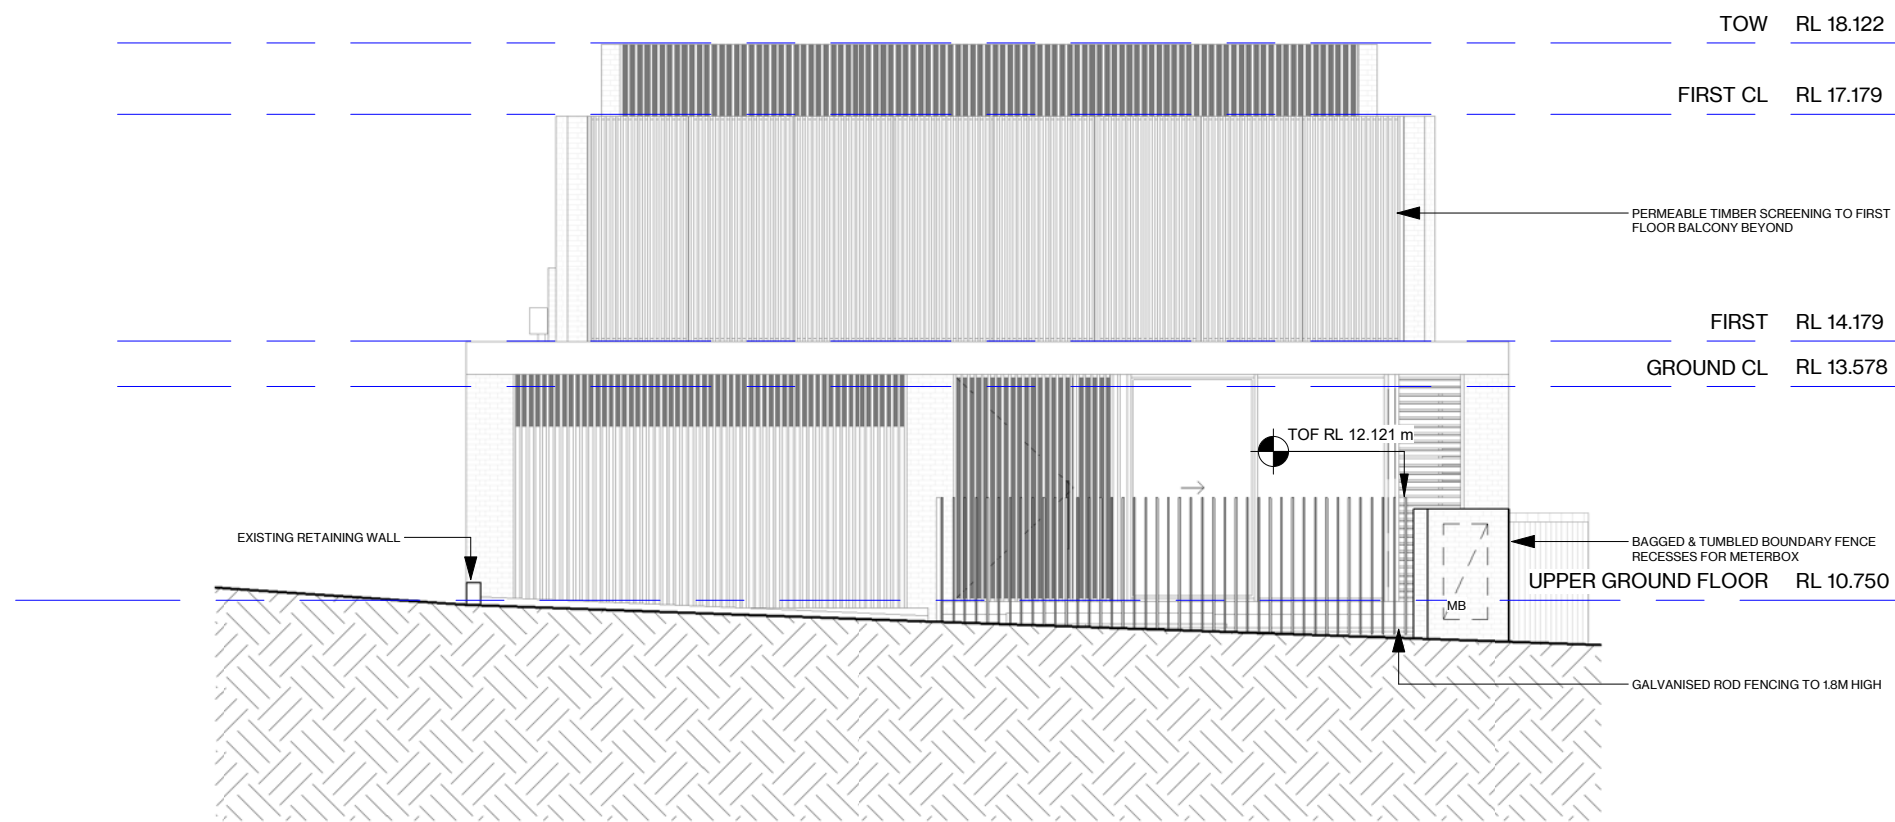 TOW RL 18.122
FIRST CL RL 17.179
PERMEABLE TIMBER SCREENING TO FIRST
FLOOR BALCONY BEYOND
FIRST RL 14.179
GROUND CL RL 13.578
TOF RL 12.121 m
EXISTING RETAINING WALL
BAGGED & TUMBLED BOUNDARY FENCE
RECESSES FOR METERBOX
UPPER GROUND FLOOR RL 10.750
MB
GALVANISED ROD FENCING TO 1.8M HIGH